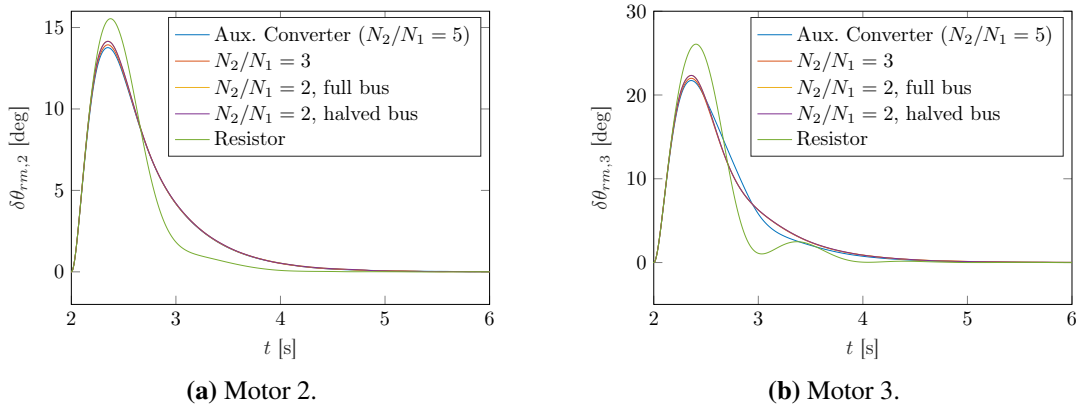 15
10
5
0
2
3
4
5
6
δθ_{rm,2} [deg]
t [s]
Aux. Converter (N_2/N_1 = 5)
N_2/N_1 = 3
N_2/N_1 = 2, full bus
N_2/N_1 = 2, halved bus
Resistor
(a) Motor 2.
30
20
10
0
2
3
4
5
6
δθ_{rm,3} [deg]
t [s]
Aux. Converter (N_2/N_1 = 5)
N_2/N_1 = 3
N_2/N_1 = 2, full bus
N_2/N_1 = 2, halved bus
Resistor
(b) Motor 3.